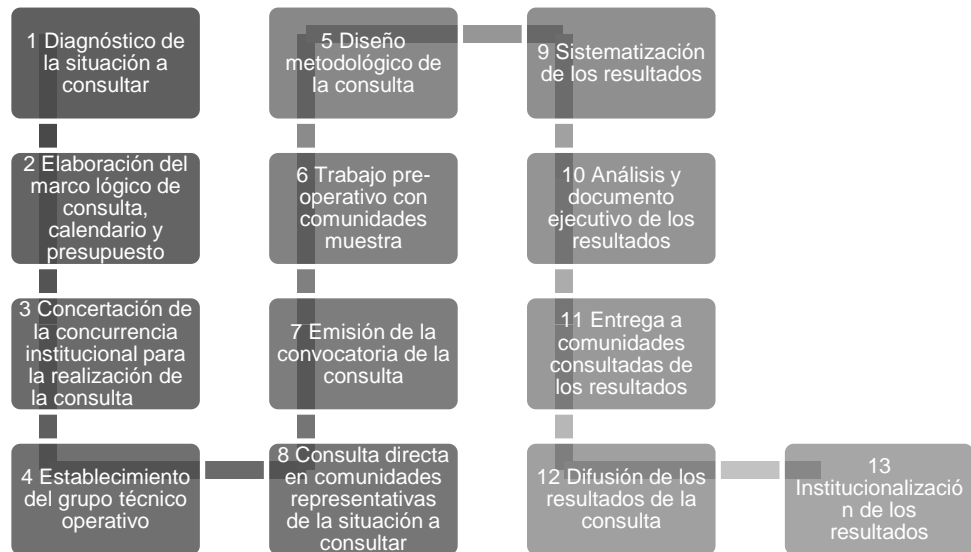 1 Diagnóstico de
la situación a
consultar
2 Elaboración del
marco lógico de
consulta,
calendario y
presupuesto
3 Concertación de
la concurrencia
institucional para
la realización de
la consulta
4 Establecimiento
del grupo técnico
operativo
5 Diseño
metodológico de
la consulta
6 Trabajo pre-
operativo con
comunidades
muestra
7 Emisión de la
convocatoria de la
consulta
8 Consulta directa
en comunidades
representativas
de la situación a
consultar
9 Sistematización
de los resultados
10 Análisis y
documento
ejecutivo de los
resultados
11 Entrega a
comunidades
consultadas de
los resultados
12 Difusión de los
resultados de la
consulta
13
Institucionalizació
n de los
resultados